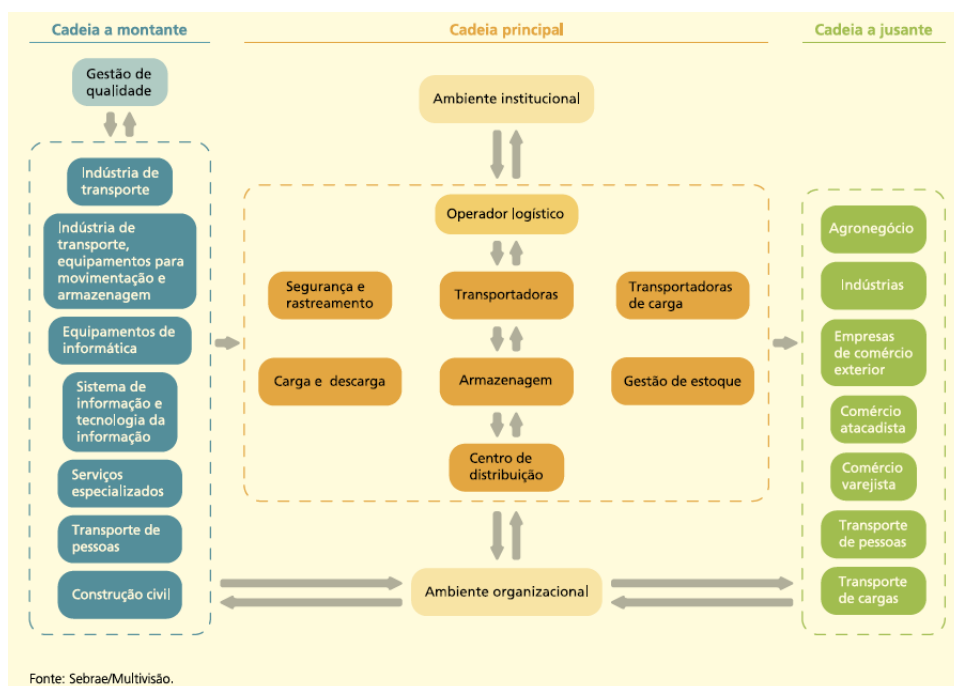 Cadeia a montante
Cadeia principal
Cadeia a jusante
Gestão de
qualidade
Indústria de
transporte
Indústria de
transporte,
equipamentos para
movimentação e
armazenagem
Equipamentos de
informática
Sistema de
informação e
tecnologia da
informação
Serviços
especializados
Transporte de
pessoas
Construção civil
Ambiente institucional
Operador logístico
Segurança e
rastreamento
Transportadoras
Transportadoras
de carga
Carga e descarga
Armazenagem
Gestão de estoque
Centro de
distribuição
Ambiente organizacional
Agronegócio
Indústrias
Empresas
de comércio
exterior
Comércio
atacadista
Comércio
varejista
Transporte
de pessoas
Transporte
de cargas
Fonte: Sebrae/Multivisão.